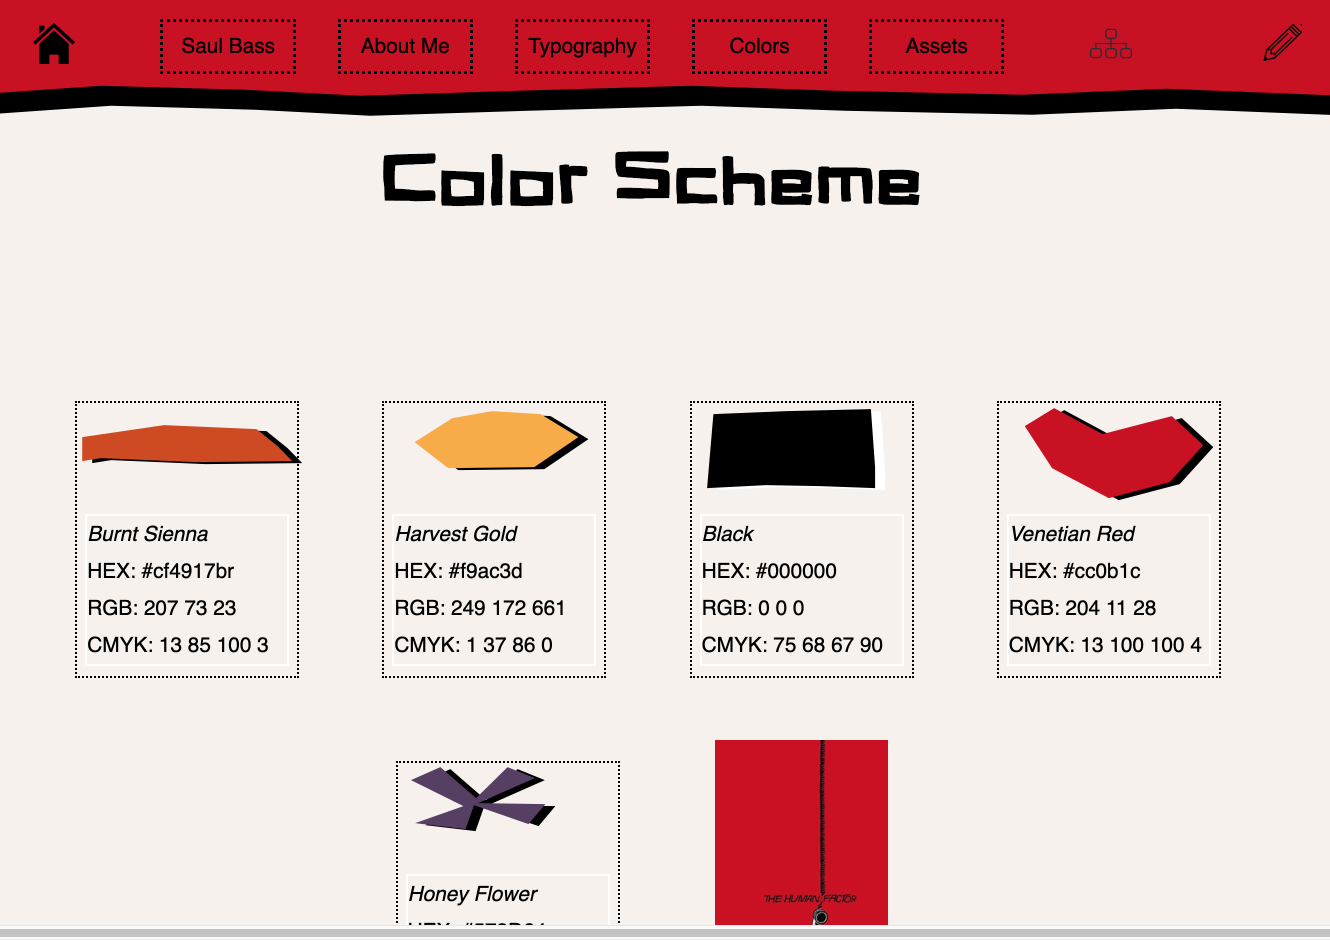 Saul Bass
About Me
Typography
Colors
Assets
Color Scheme
Burnt Sienna
HEX: #cf4917br
RGB: 207 73 23
CMYK: 13 85 100 3
Harvest Gold
HEX: #f9ac3d
RGB: 249 172 661
CMYK: 1 37 86 0
Black
HEX: #000000
RGB: 0 0 0
CMYK: 75 68 67 90
Venetian Red
HEX: #cc0b1c
RGB: 204 11 28
CMYK: 13 100 100 4
Honey Flower
HEX:
THE HUMAN FACTOR